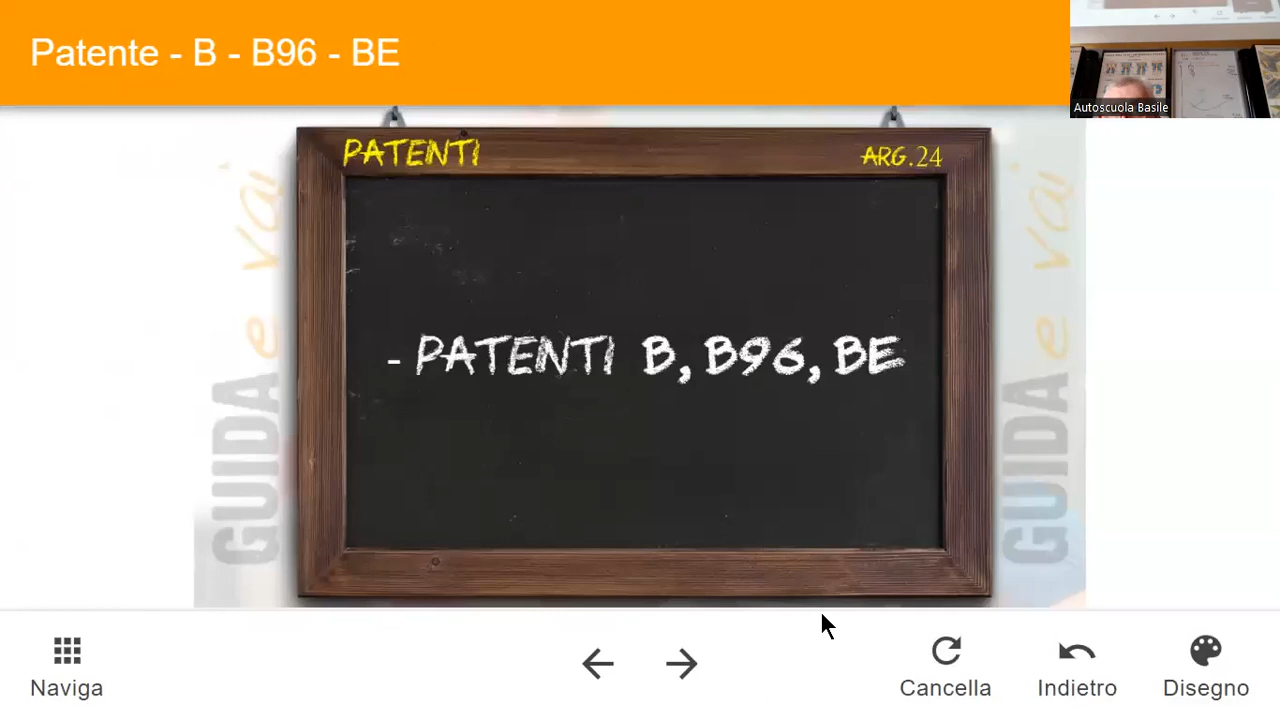 Patente - B - B96 - BE
Autoscuola Basile
PATENTI
ARG.24
- PATENTI B, B96, BE
GUIDA e vai
GUIDA e vai
Naviga
Cancella
Indietro
Disegno